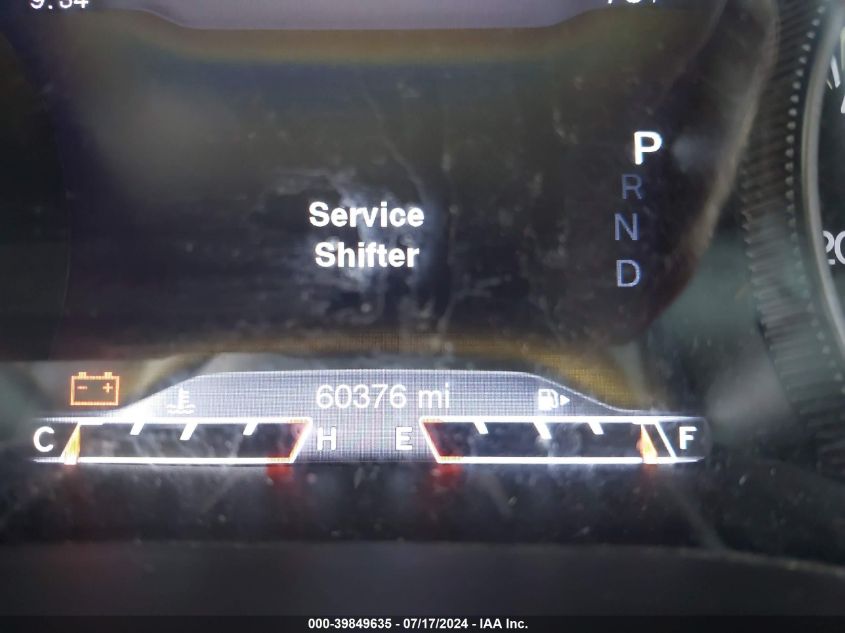 P
R
Service
N
Shifter
D
60376 mi
C H E F
000-39849635 - 07/17/2024 - IAA Inc.